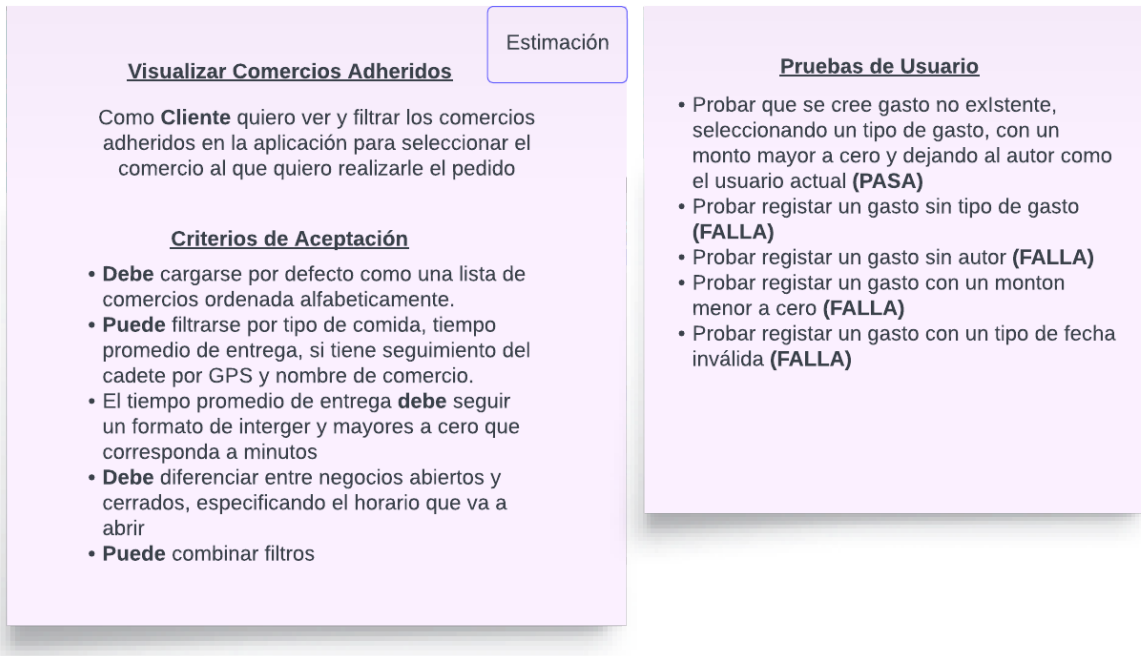 Estimación
Visualizar Comercios Adheridos
Como Cliente quiero ver y filtrar los comercios
adheridos en la aplicación para seleccionar el
comercio al que quiero realizarle el pedido
Criterios de Aceptación
• Debe cargarse por defecto como una lista de
comercios ordenada alfabeticamente.
• Puede filtrarse por tipo de comida, tiempo
promedio de entrega, si tiene seguimiento del
cadete por GPS y nombre de comercio.
• El tiempo promedio de entrega debe seguir
un formato de interger y mayores a cero que
corresponda a minutos
• Debe diferenciar entre negocios abiertos y
cerrados, especificando el horario que va a
abrir
• Puede combinar filtros
Pruebas de Usuario
• Probar que se cree gasto no exIstente,
seleccionando un tipo de gasto, con un
monto mayor a cero y dejando al autor como
el usuario actual (PASA)
• Probar registar un gasto sin tipo de gasto
(FALLA)
• Probar registar un gasto sin autor (FALLA)
• Probar registar un gasto con un monton
menor a cero (FALLA)
• Probar registar un gasto con un tipo de fecha
inválida (FALLA)